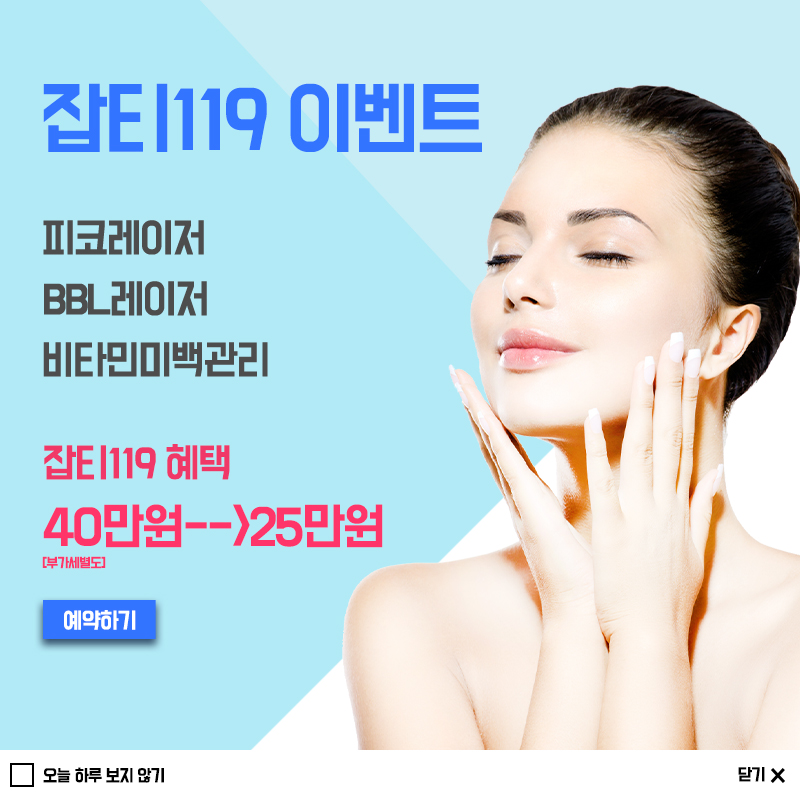 잡티119 이벤트
피코레이저
BBL레이저
비타민미백관리
잡티119 혜택
40만원-->25만원
[부가세별도]
예약하기
오늘 하루 보지 않기
닫기 ×